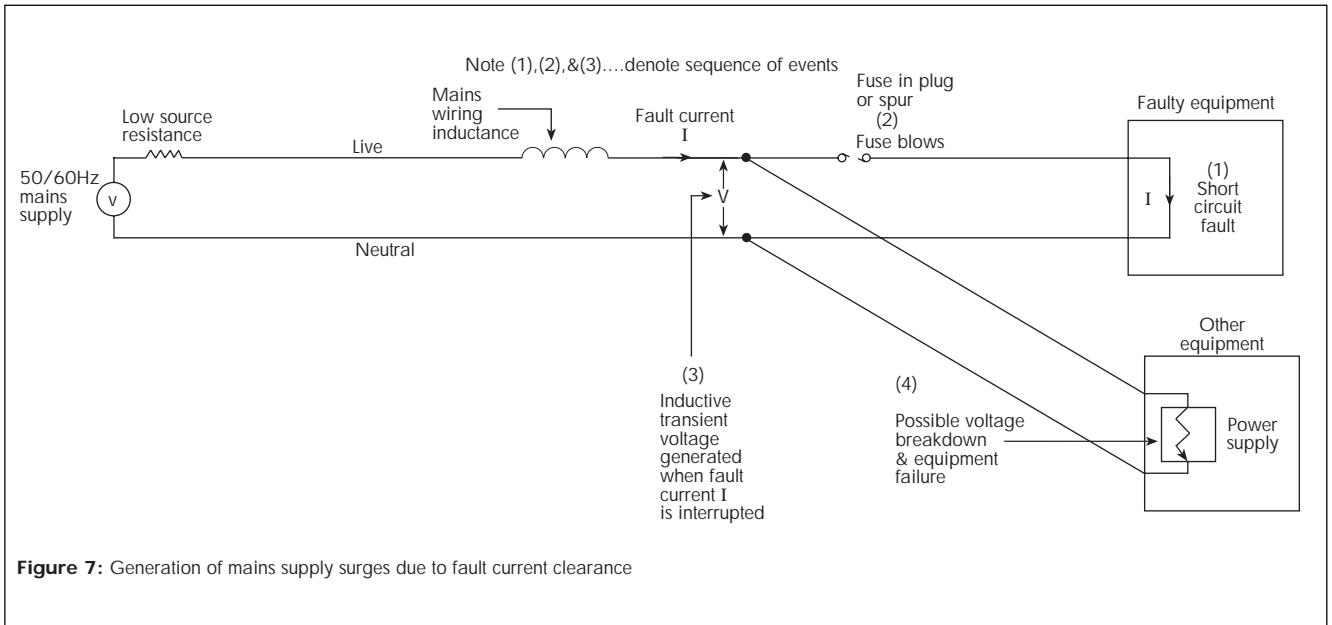 Note (1),(2),&(3)....denote sequence of events
Low source
resistance
Mains
wiring
inductance
Fault current
I
Fuse in plug
or spur
(2)
Fuse blows
Faulty equipment
Live
50/60Hz
mains
supply
v
V
I
(1)
Short
circuit
fault
Neutral
Other
equipment
(3)
Inductive
transient
voltage
generated
when fault
current I
is interrupted
(4)
Possible voltage
breakdown
& equipment
failure
Power
supply
Figure 7: Generation of mains supply surges due to fault current clearance